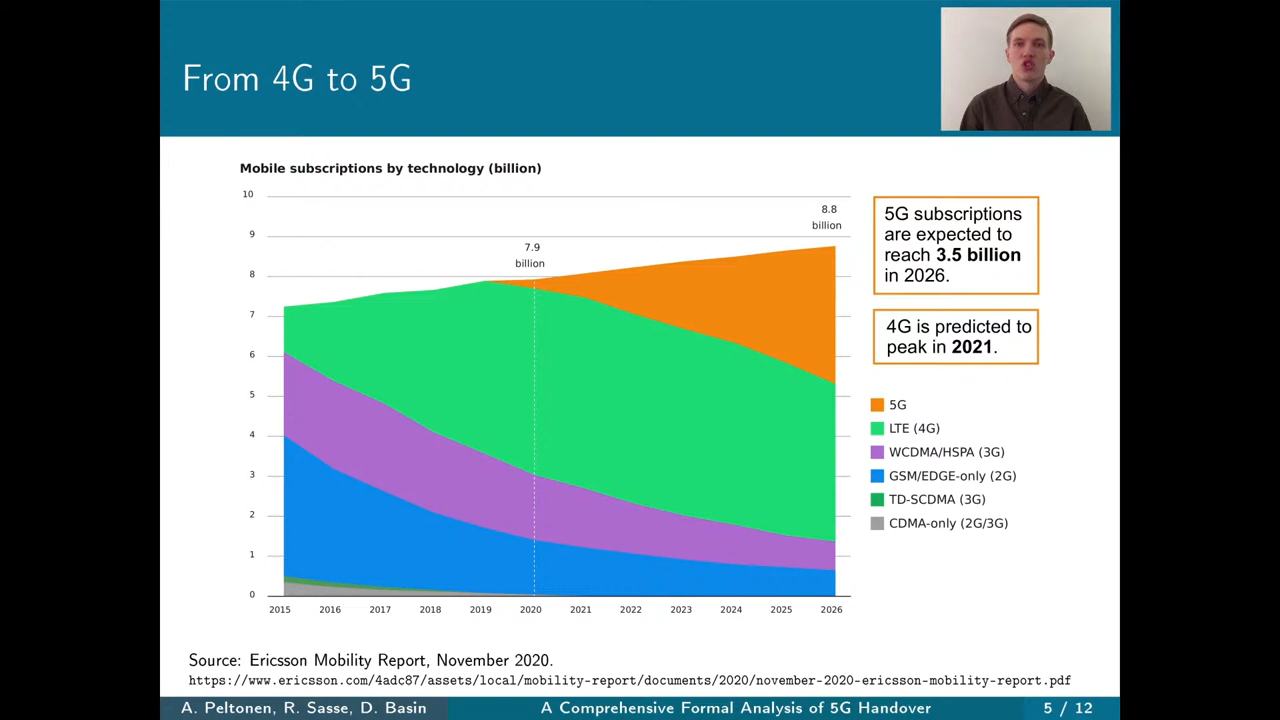 From 4G to 5G
Mobile subscriptions by technology (billion)
10
9
8
7
6
5
4
3
2
1
0
7.9
billion
8.8
billion
2015 2016 2017 2018 2019 2020 2021 2022 2023 2024 2025 2026
5G subscriptions
are expected to
reach 3.5 billion
in 2026.
4G is predicted to
peak in 2021.
5G
LTE (4G)
WCDMA/HSPA (3G)
GSM/EDGE-only (2G)
TD-SCDMA (3G)
CDMA-only (2G/3G)
Source: Ericsson Mobility Report, November 2020.
https://www.ericsson.com/4adc87/assets/local/mobility-report/documents/2020/november-2020-ericsson-mobility-report.pdf
A. Peltonen, R. Sasse, D. Basin A Comprehensive Formal Analysis of 5G Handover 5 / 12